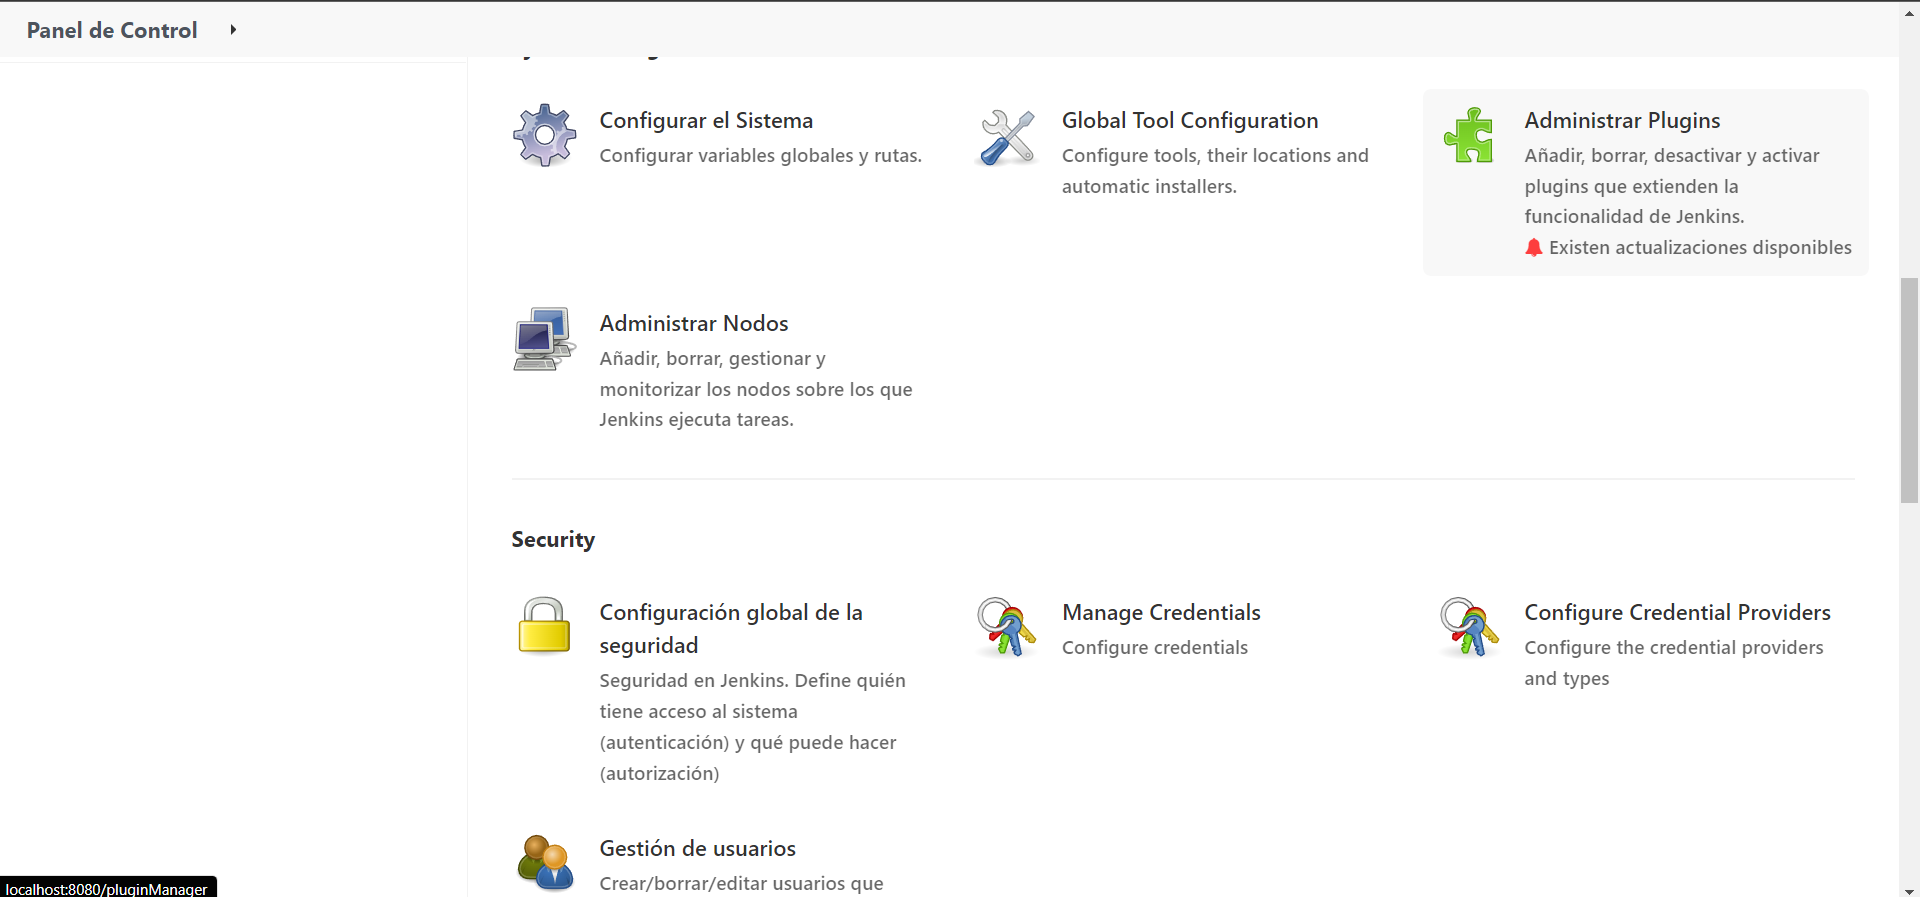 Panel de Control
Configurar el Sistema
Configurar variables globales y rutas.
Global Tool Configuration
Configure tools, their locations and
automatic installers.
Administrar Plugins
Añadir, borrar, desactivar y activar
plugins que extienden la
funcionalidad de Jenkins.
Existen actualizaciones disponibles
Administrar Nodos
Añadir, borrar, gestionar y
monitorizar los nodos sobre los que
Jenkins ejecuta tareas.
Security
Configuración global de la
seguridad
Seguridad en Jenkins. Define quién
tiene acceso al sistema
(autenticación) y qué puede hacer
(autorización)
Manage Credentials
Configure credentials
Configure Credential Providers
Configure the credential providers
and types
Gestión de usuarios
Crear/borrar/editar usuarios que
localhost:8080/pluginManager